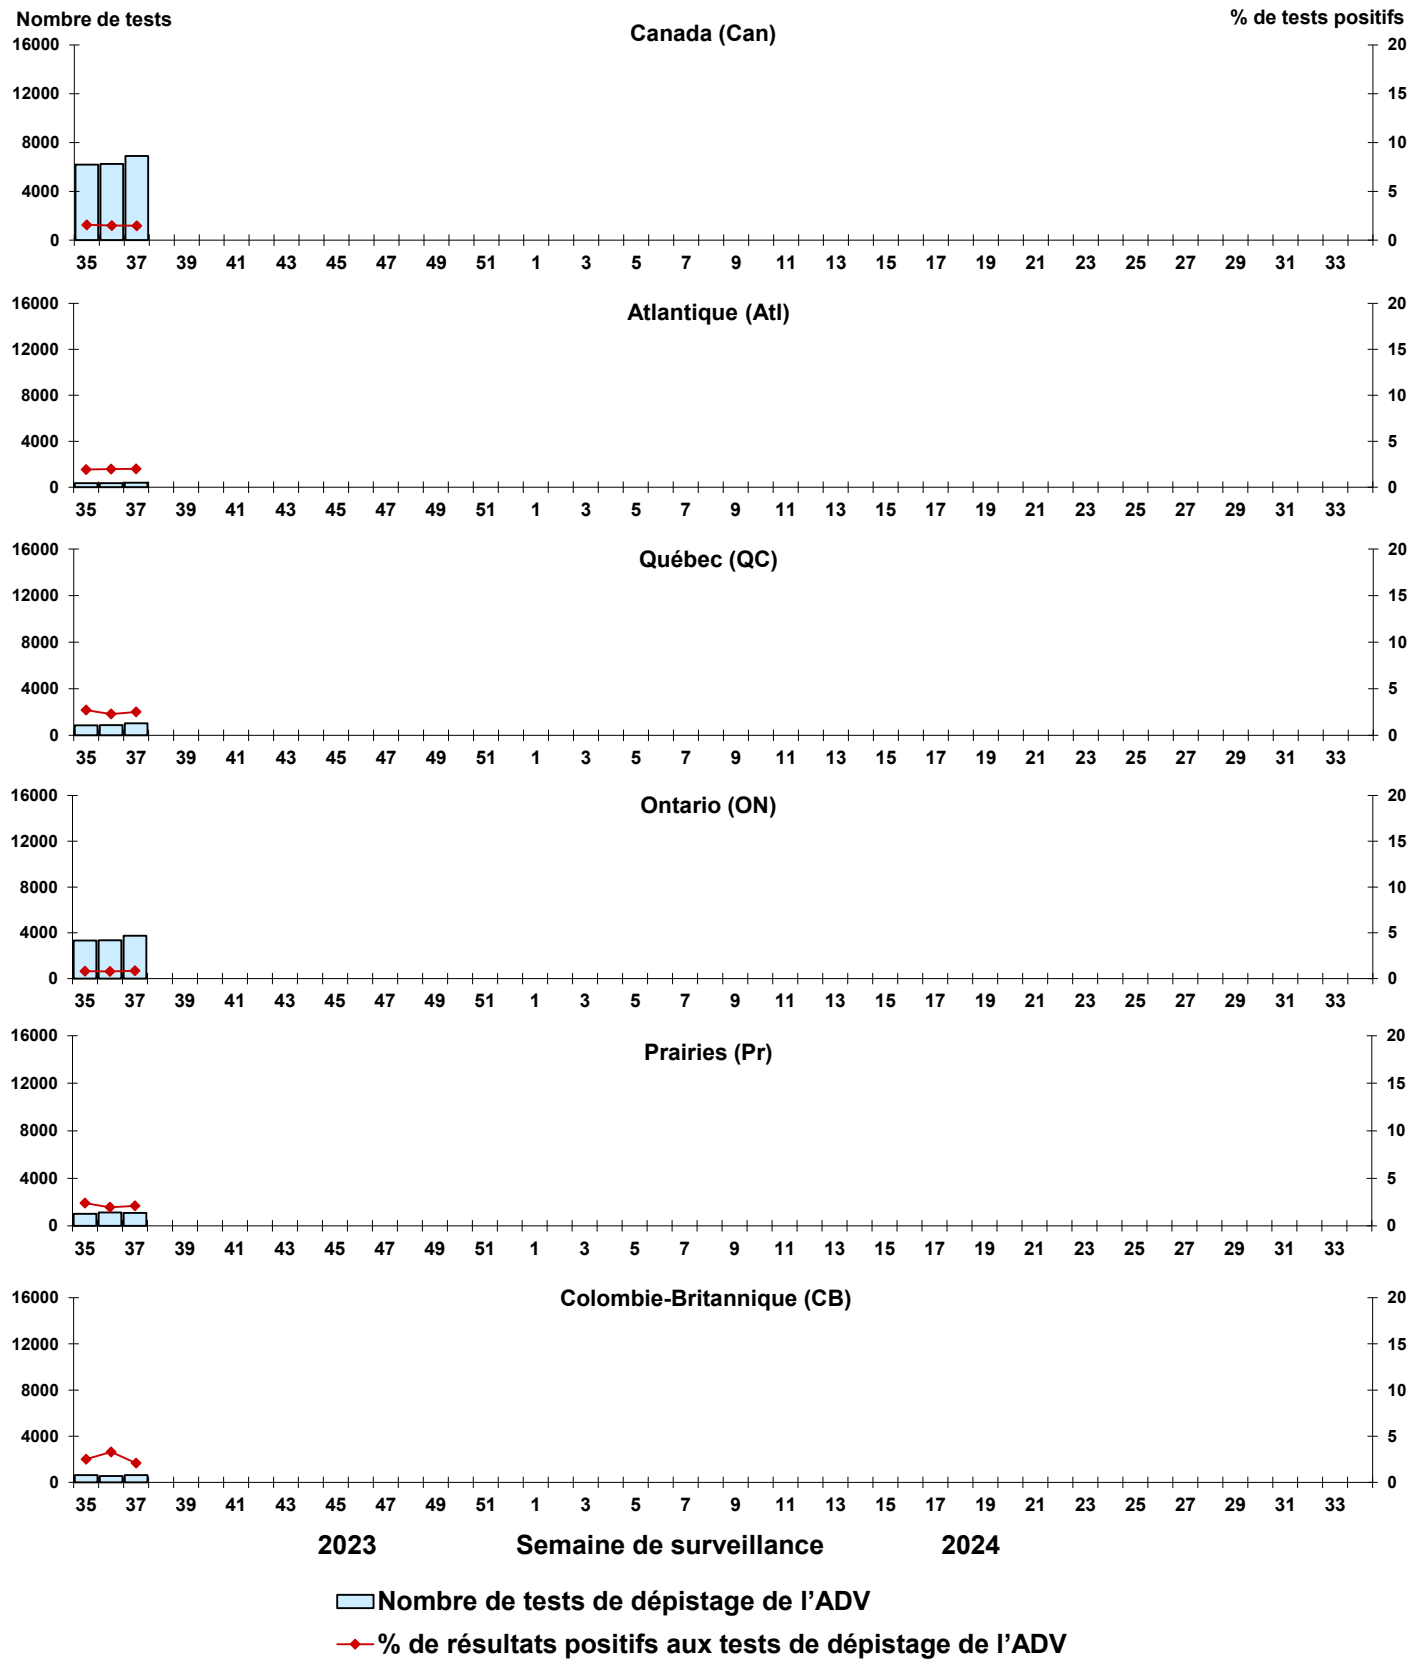 Nombre de tests
Canada (Can)
% de tests positifs
16000 20
12000 15
8000 10
4000 5
0 0
35 37 39 41 43 45 47 49 51 1 3 5 7 9 11 13 15 17 19 21 23 25 27 29 31 33
Atlantique (Atl)
16000 20
12000 15
8000 10
4000 5
0 0
35 37 39 41 43 45 47 49 51 1 3 5 7 9 11 13 15 17 19 21 23 25 27 29 31 33
Québec (QC)
16000 20
12000 15
8000 10
4000 5
0 0
35 37 39 41 43 45 47 49 51 1 3 5 7 9 11 13 15 17 19 21 23 25 27 29 31 33
Ontario (ON)
16000 20
12000 15
8000 10
4000 5
0 0
35 37 39 41 43 45 47 49 51 1 3 5 7 9 11 13 15 17 19 21 23 25 27 29 31 33
Prairies (Pr)
16000 20
12000 15
8000 10
4000 5
0 0
35 37 39 41 43 45 47 49 51 1 3 5 7 9 11 13 15 17 19 21 23 25 27 29 31 33
Colombie-Britannique (CB)
16000 20
12000 15
8000 10
4000 5
0 0
35 37 39 41 43 45 47 49 51 1 3 5 7 9 11 13 15 17 19 21 23 25 27 29 31 33
2023 Semaine de surveillance 2024
Nombre de tests de dépistage de l’ADV
% de résultats positifs aux tests de dépistage de l’ADV